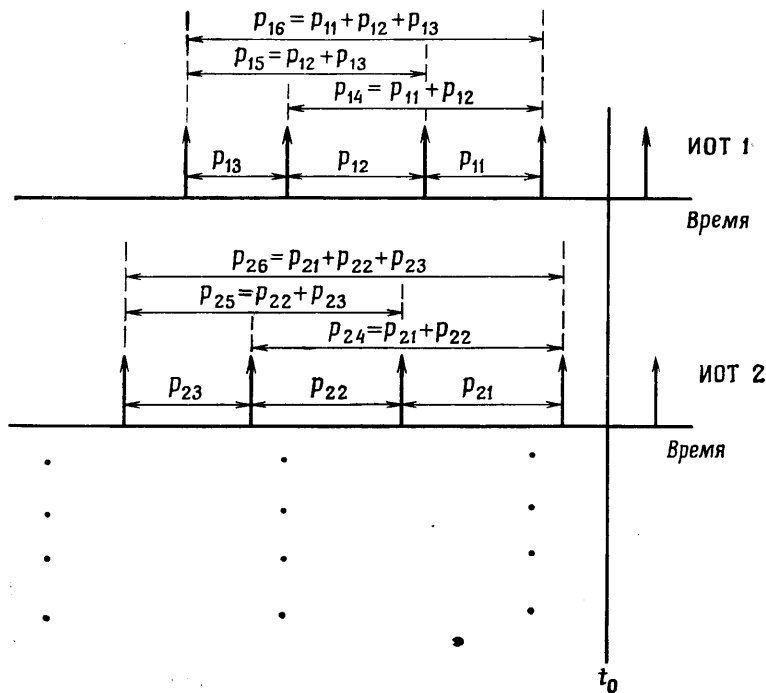 p₁₆=p₁₁+p₁₂+p₁₃
p₁₅=p₁₂+p₁₃
p₁₄=p₁₁+p₁₂
p₁₃
p₁₂
p₁₁
ИОТ 1
Время
p₂₆=p₂₁+p₂₂+p₂₃
p₂₅=p₂₂+p₂₃
p₂₄=p₂₁+p₂₂
p₂₃
p₂₂
p₂₁
ИОТ 2
Время
t₀